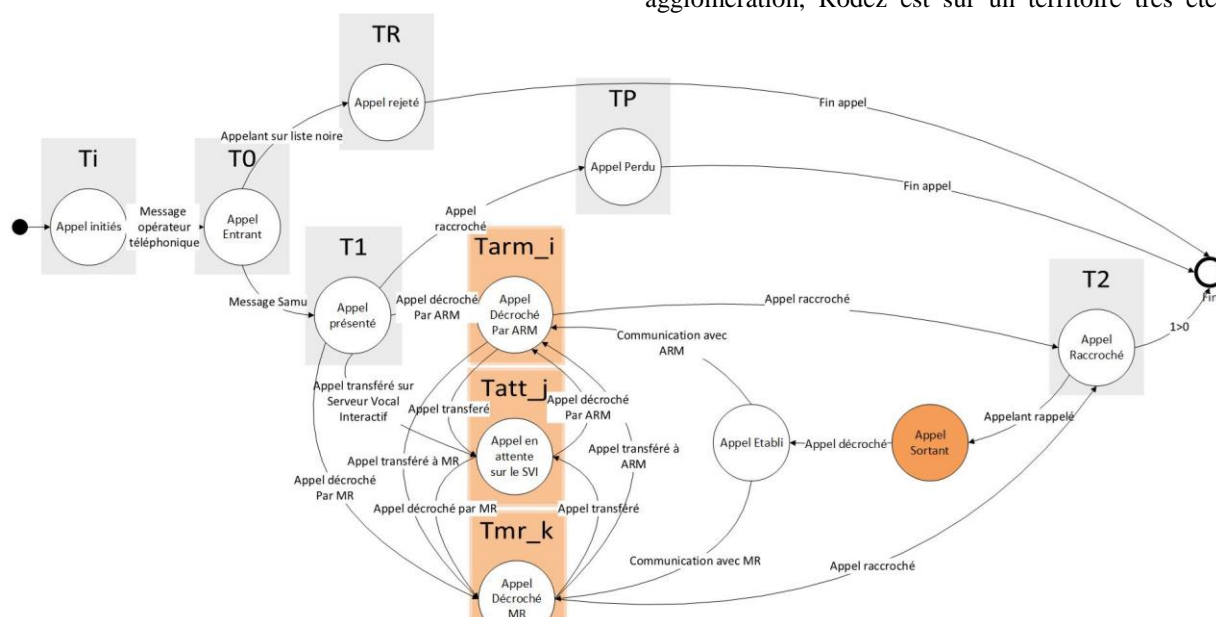 agglomération, Rodez est sur un territoire très éte
TR
Appel rejeté
Fin appel
TP
Appel Perdu
Fin appel
Appelant sur liste noire
Ti
Appel initiés
Message
opérateur
téléphonique
T0
Appel
Entrant
Message Samu
T1
Appel
présenté
Appel
raccroché
Appel décroché
Par ARM
Tarm_i
Appel
Décroché
Par ARM
Appel raccroché
T2
Appel
Raccroché
1>0
Fin
Communication avec
ARM
Appel transféré sur
Serveur Vocal
Interactif
Appel transferé
Tatt_j
Appel en
attente
sur le SVI
Appel décroché
Par ARM
Appel Etabli
Appel décroché
Appel
Sortant
Appelant rappelé
Appel transféré à MR
Appel transféré à
ARM
Appel décroché
Par MR
Appel décroché par MR
Appel transféré
Tmr_k
Appel
Décroché
MR
Communication avec MR
Appel raccroché